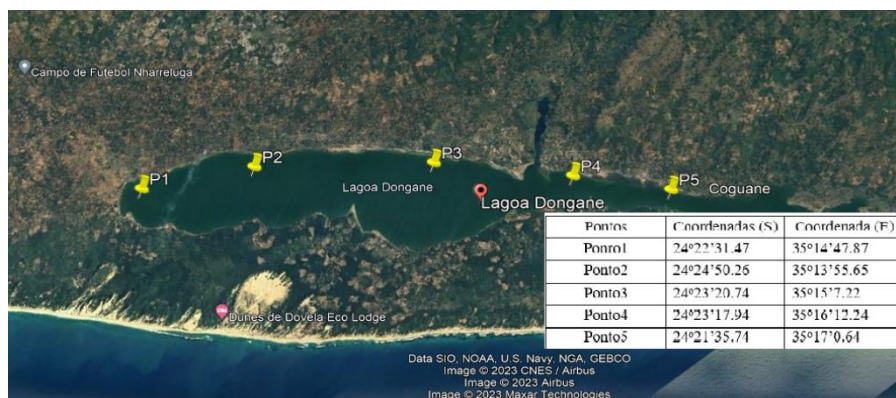 Campo de Futebol Nharreluga
P1
P2
P3
P4
P5
Coguane
Lagoa Dongane
Lagoa Dongane
Dunes de Dovela Eco Lodge
Pontos Coordenadas (S) Coordenada (E)
Ponto1 24º22'31.47 35º14'47.87
Ponto2 24º24'50.26 35º13'55.65
Ponto3 24º23'20.74 35º15'7.22
Ponto4 24º23'17.94 35º16'12.24
Ponto5 24º21'35.74 35º17'0.64
Data SIO, NOAA, U.S. Navy, NGA, GEBCO
Image © 2023 CNES / Airbus
Image © 2023 Airbus
Image © 2023 Maxar Technologies